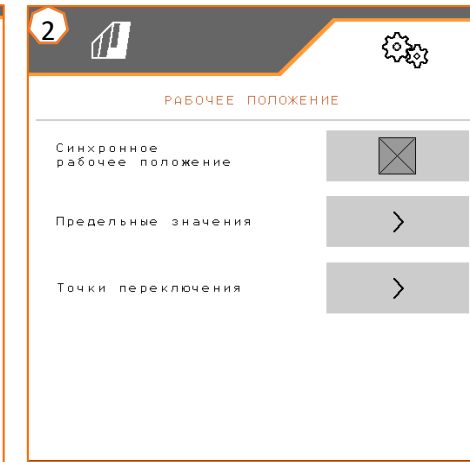 2
РАБОЧЕЕ ПОЛОЖЕНИЕ
Синхронное
рабочее положение
Предельные значения
Точки переключения